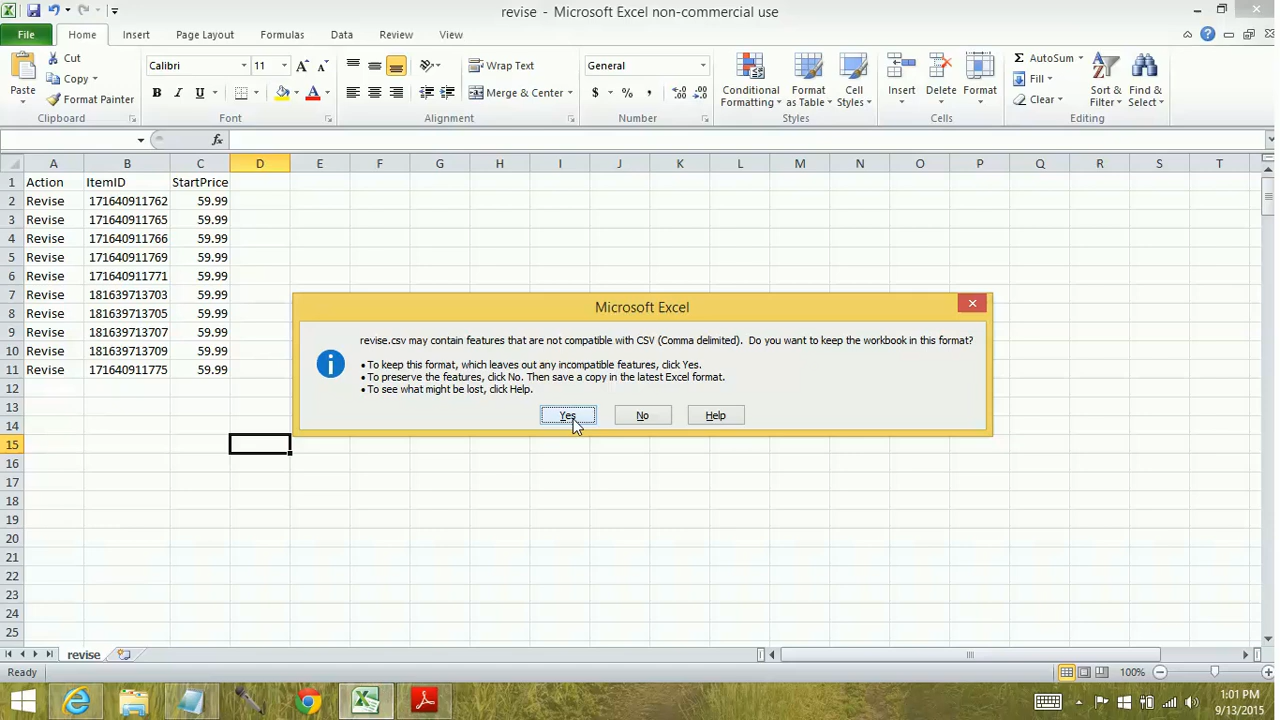 revise - Microsoft Excel non-commercial use
File Home Insert Page Layout Formulas Data Review View
Cut
Copy
Format Painter
Paste
Clipboard
Calibri 11
B I U
Font
Wrap Text
Merge & Center
Alignment
General
$ % ,
Number
Conditional Formatting
Format as Table
Cell Styles
Styles
Insert Delete Format
Cells
AutoSum
Fill
Clear
Sort & Filter
Find & Select
Editing
fx
A B C D E F G H I J K L M N O P Q R S T
1 Action ItemID StartPrice
2 Revise 171640911762 59.99
3 Revise 171640911765 59.99
4 Revise 171640911766 59.99
5 Revise 171640911769 59.99
6 Revise 171640911771 59.99
7 Revise 181639713703 59.99
8 Revise 181639713705 59.99
9 Revise 181639713707 59.99
10 Revise 181639713709 59.99
11 Revise 171640911775 59.99
12
13
14
15
16
17
18
19
20
21
22
23
24
25
Microsoft Excel
revise.csv may contain features that are not compatible with CSV (Comma delimited). Do you want to keep the workbook in this format?
• To keep this format, which leaves out any incompatible features, click Yes.
• To preserve the features, click No. Then save a copy in the latest Excel format.
• To see what might be lost, click Help.
Yes No Help
revise
Ready 100%
1:01 PM
9/13/2015